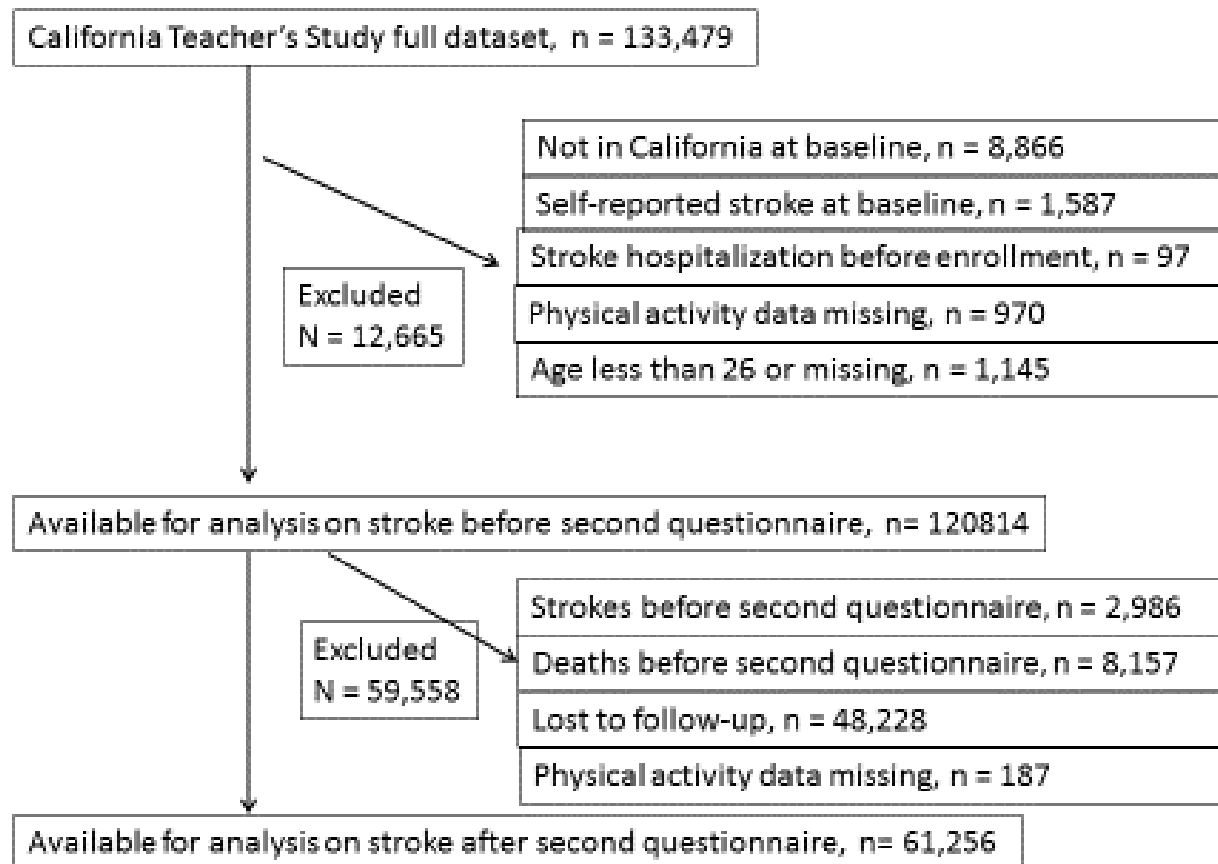 California Teacher's Study full dataset, n = 133,479
Not in California at baseline, n = 8,866
Self-reported stroke at baseline, n = 1,587
Stroke hospitalization before enrollment, n = 97
Excluded
N = 12,665
Physical activity data missing, n = 970
Age less than 26 or missing, n = 1,145
Available for analysis on stroke before second questionnaire, n= 120814
Strokes before second questionnaire, n = 2,986
Excluded
N = 59,558
Deaths before second questionnaire, n = 8,157
Lost to follow-up, n = 48,228
Physical activity data missing, n = 187
Available for analysis on stroke after second questionnaire, n= 61,256